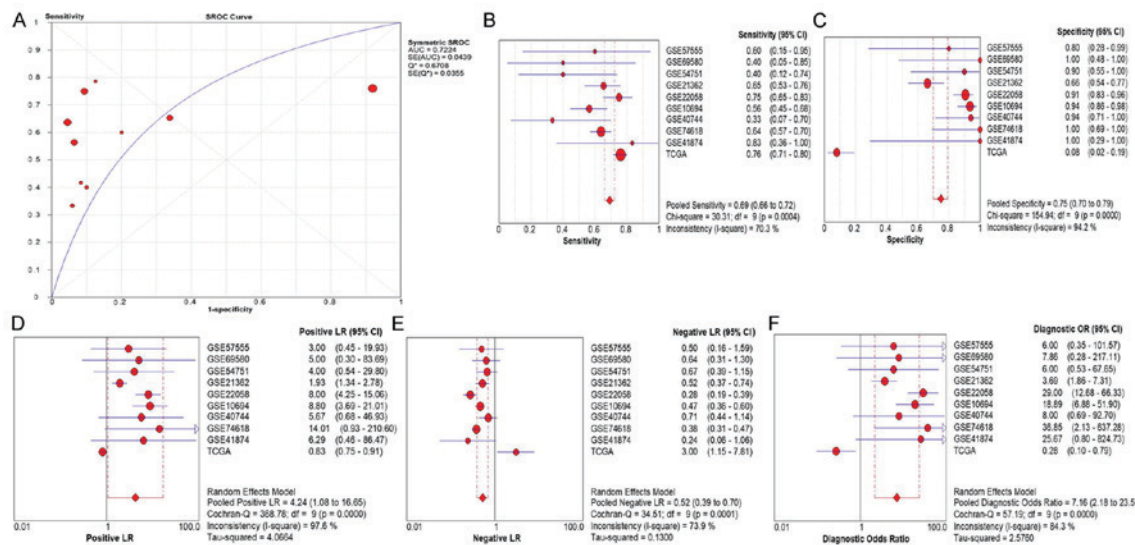 A
Sensitivity
SROC Curve
Symmetric SROC
AUC = 0.7224
SE(AUC) = 0.0439
Q* = 0.6708
SE(Q*) = 0.0355
1
0.9
0.8
0.7
0.6
0.5
0.4
0.3
0.2
0.1
0
0 0.2 0.4 0.6 0.8 1
1-specificity
B
Sensitivity (95% CI)
GSE57555 0.60 (0.15 - 0.95)
GSE69580 0.40 (0.05 - 0.85)
GSE54751 0.40 (0.12 - 0.74)
GSE21362 0.65 (0.53 - 0.76)
GSE22058 0.75 (0.65 - 0.83)
GSE10694 0.56 (0.45 - 0.68)
GSE40744 0.33 (0.07 - 0.70)
GSE74618 0.64 (0.57 - 0.70)
GSE41874 0.83 (0.36 - 1.00)
TCGA 0.76 (0.71 - 0.80)
Pooled Sensitivity = 0.69 (0.66 to 0.72)
Chi-square = 30.31; df = 9 (p = 0.0004)
Inconsistency (I-square) = 70.3 %
0 0.2 0.4 0.6 0.8 1
Sensitivity
C
Specificity (95% CI)
GSE57555 0.80 (0.28 - 0.99)
GSE69580 1.00 (0.48 - 1.00)
GSE54751 0.90 (0.55 - 1.00)
GSE21362 0.66 (0.54 - 0.77)
GSE22058 0.91 (0.83 - 0.96)
GSE10694 0.94 (0.86 - 0.98)
GSE40744 0.94 (0.71 - 1.00)
GSE74618 1.00 (0.69 - 1.00)
GSE41874 1.00 (0.29 - 1.00)
TCGA 0.08 (0.02 - 0.19)
Pooled Specificity = 0.75 (0.70 to 0.79)
Chi-square = 154.94; df = 9 (p = 0.0000)
Inconsistency (I-square) = 94.2 %
0 0.2 0.4 0.6 0.8 1
Specificity
D
Positive LR (95% CI)
GSE57555 3.00 (0.45 - 19.93)
GSE69580 5.00 (0.30 - 83.69)
GSE54751 4.00 (0.54 - 29.80)
GSE21362 1.93 (1.34 - 2.78)
GSE22058 8.00 (4.25 - 15.06)
GSE10694 8.80 (3.69 - 21.01)
GSE40744 5.67 (0.68 - 46.93)
GSE74618 14.01 (0.93 - 210.60)
GSE41874 6.29 (0.46 - 86.47)
TCGA 0.83 (0.75 - 0.91)
Random Effects Model
Pooled Positive LR = 4.24 (1.08 to 16.65)
Cochran-Q = 368.78; df = 9 (p = 0.0000)
Inconsistency (I-square) = 97.6 %
Tau-squared = 4.0664
1 100.0
Positive LR
E
Negative LR (95% CI)
GSE57555 0.50 (0.16 - 1.59)
GSE69580 0.64 (0.31 - 1.30)
GSE54751 0.67 (0.39 - 1.15)
GSE21362 0.52 (0.37 - 0.74)
GSE22058 0.28 (0.19 - 0.39)
GSE10694 0.47 (0.36 - 0.60)
GSE40744 0.71 (0.44 - 1.14)
GSE74618 0.38 (0.31 - 0.47)
GSE41874 0.24 (0.06 - 1.06)
TCGA 3.00 (1.15 - 7.81)
Random Effects Model
Pooled Negative LR = 0.52 (0.39 to 0.70)
Cochran-Q = 34.51; df = 9 (p = 0.0001)
Inconsistency (I-square) = 73.9 %
Tau-squared = 0.1300
1 100.0
Negative LR
F
Diagnostic OR (95% CI)
GSE57555 6.00 (0.35 - 101.57)
GSE69580 7.86 (0.28 - 217.11)
GSE54751 6.00 (0.53 - 67.65)
GSE21362 3.69 (1.86 - 7.31)
GSE22058 29.00 (12.68 - 66.33)
GSE10694 18.89 (6.88 - 51.90)
GSE40744 8.00 (0.69 - 92.70)
GSE74618 36.85 (2.13 - 637.28)
GSE41874 25.67 (0.80 - 824.73)
TCGA 0.28 (0.10 - 0.79)
Random Effects Model
Pooled Diagnostic Odds Ratio = 7.16 (2.18 to 23.5
Cochran-Q = 57.19; df = 9 (p = 0.0000)
Inconsistency (I-square) = 84.3 %
Tau-squared = 2.5760
1 100.0
Diagnostic Odds Ratio